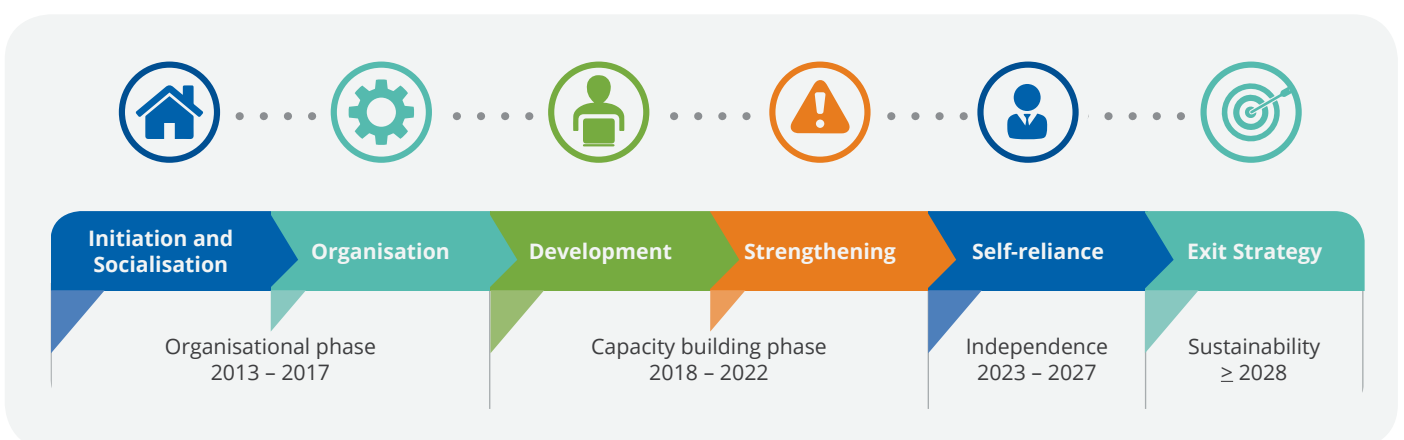 Initiation and
Socialisation
Organisation
Development
Strengthening
Self-reliance
Exit Strategy
Organisational phase
2013 – 2017
Capacity building phase
2018 – 2022
Independence
2023 – 2027
Sustainability
≥ 2028